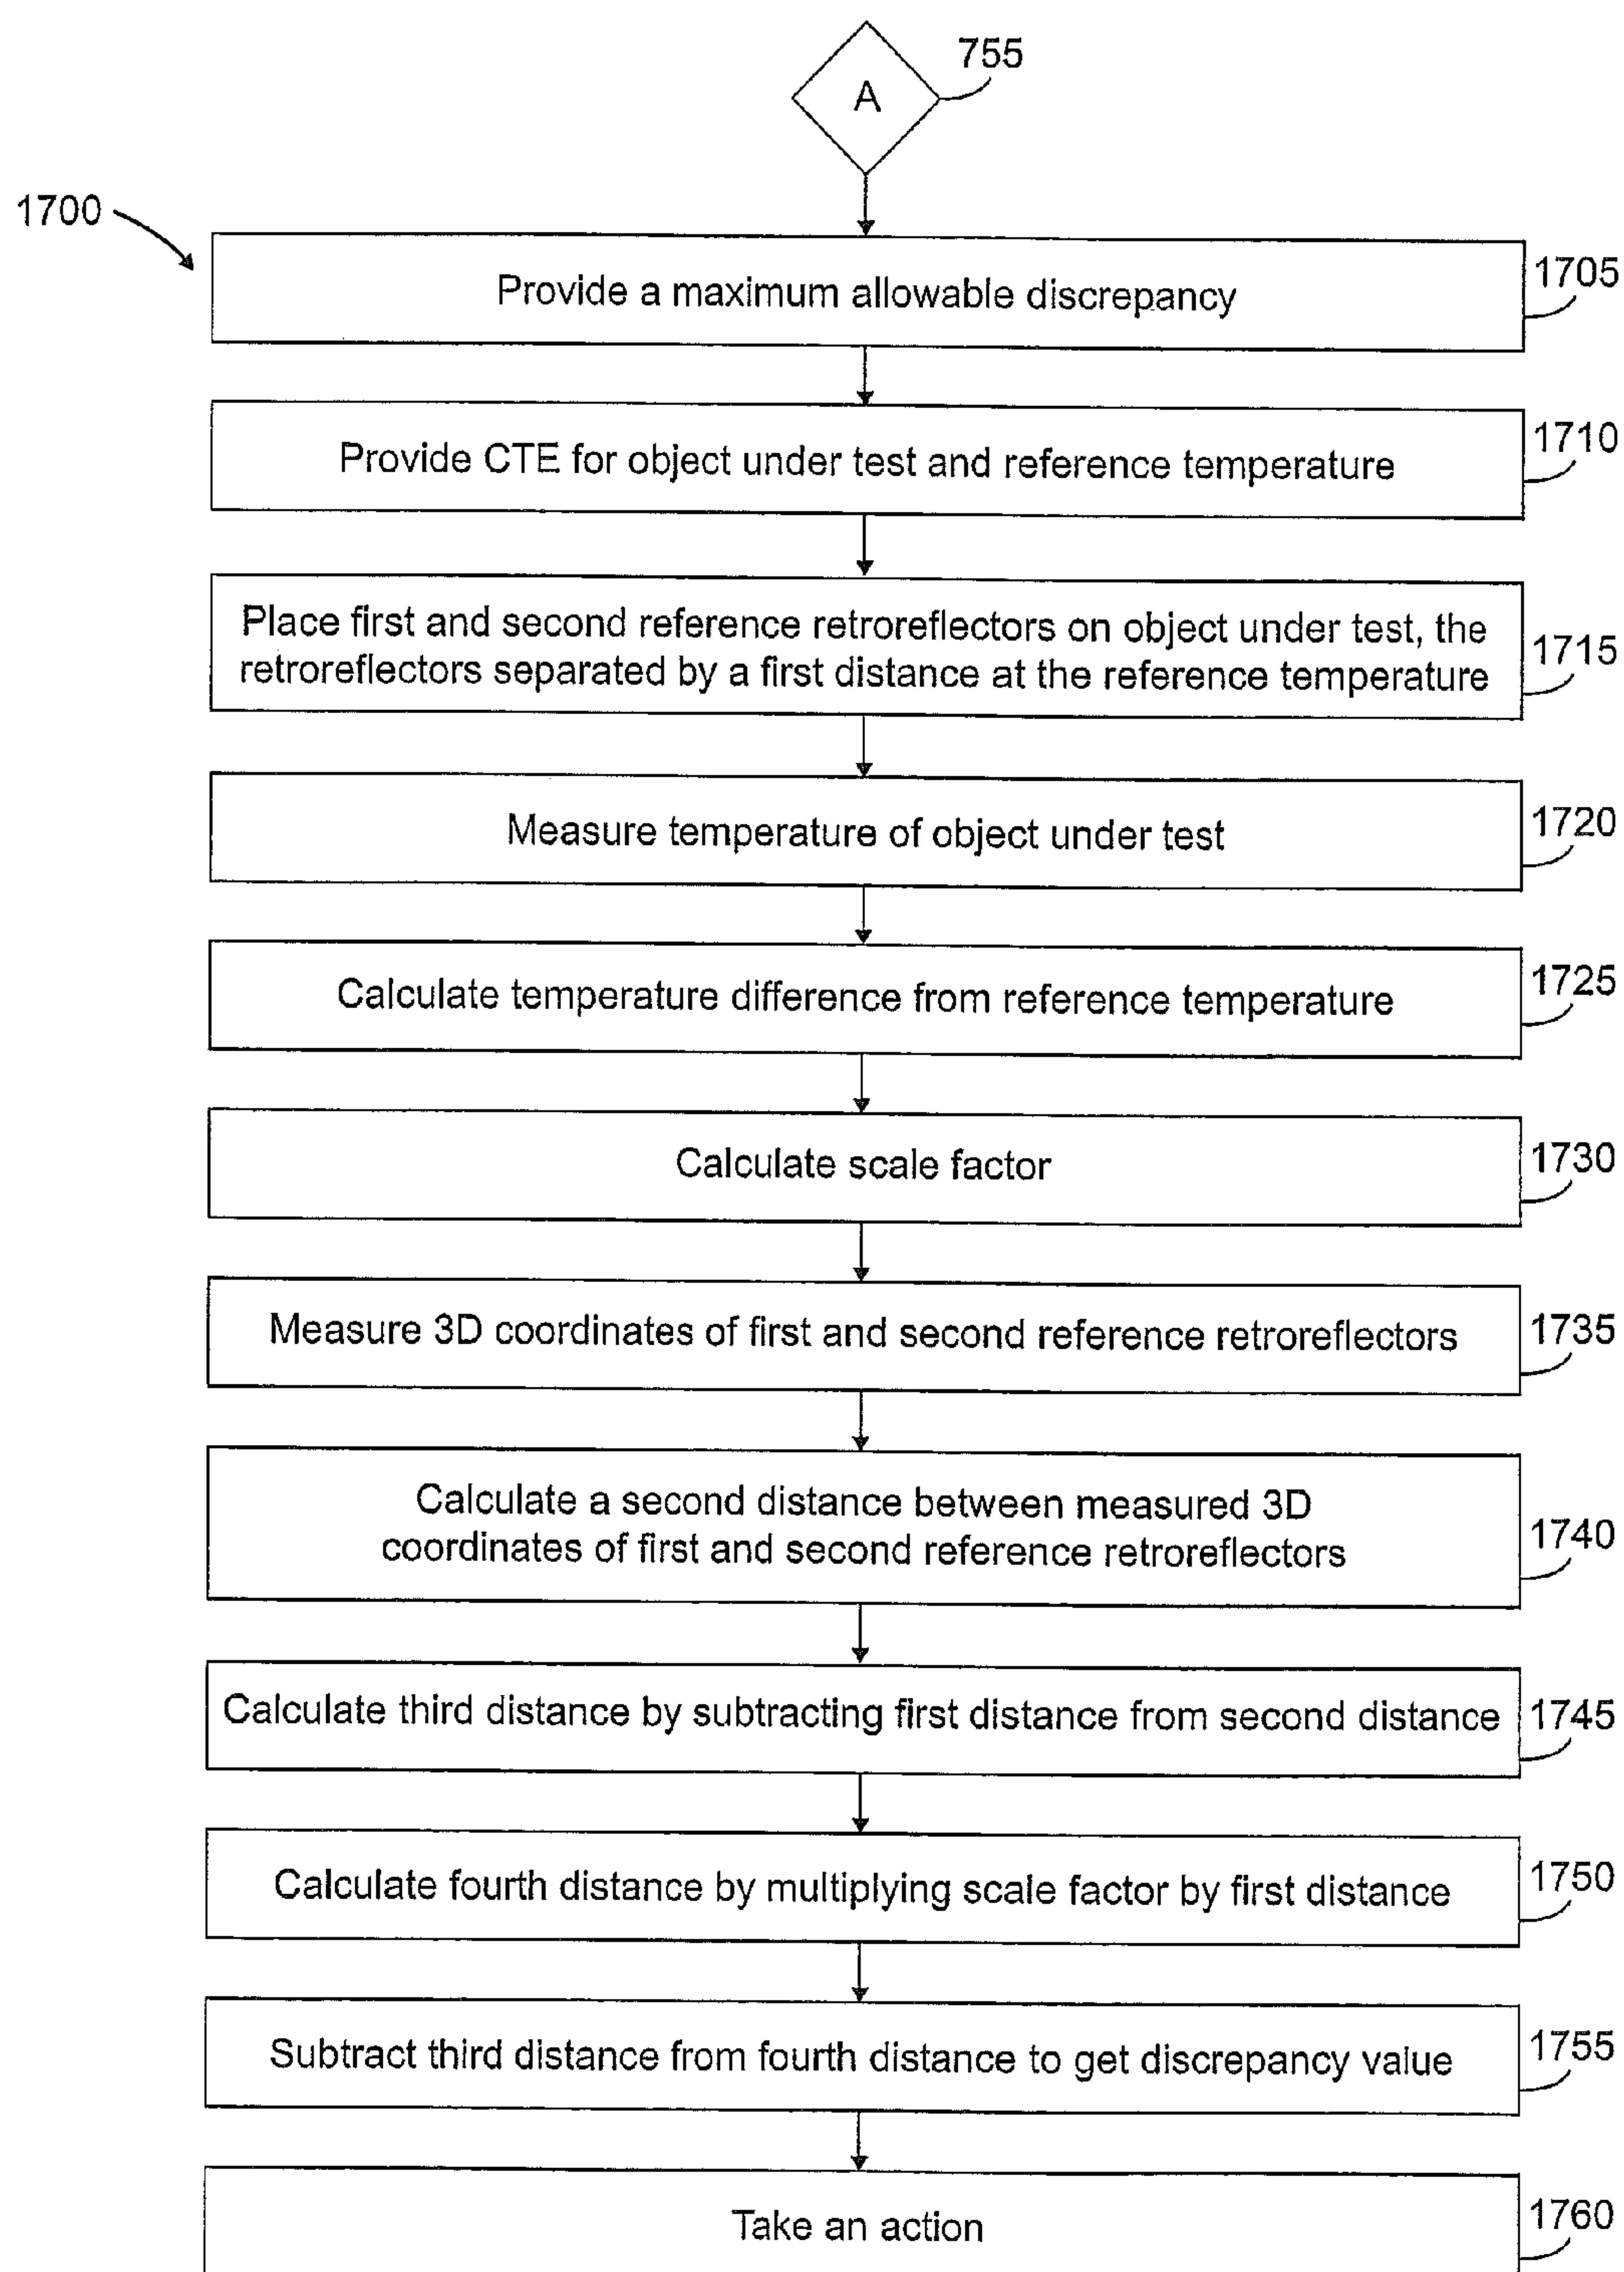 755
A
1700
Provide a maximum allowable discrepancy
1705
Provide CTE for object under test and reference temperature
1710
Place first and second reference retroreflectors on object under test, the
retroreflectors separated by a first distance at the reference temperature
1715
Measure temperature of object under test
1720
Calculate temperature difference from reference temperature
1725
Calculate scale factor
1730
Measure 3D coordinates of first and second reference retroreflectors
1735
Calculate a second distance between measured 3D
coordinates of first and second reference retroreflectors
1740
Calculate third distance by subtracting first distance from second distance
1745
Calculate fourth distance by multiplying scale factor by first distance
1750
Subtract third distance from fourth distance to get discrepancy value
1755
Take an action
1760